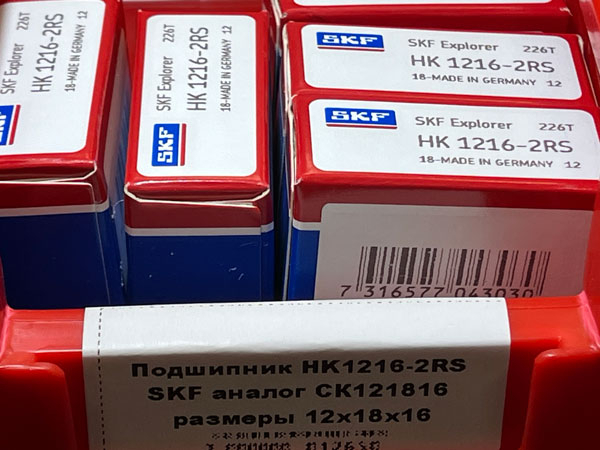 SKF
SKF Explorer 226T
HK 1216-2RS
18-MADE IN GERMANY 12
SKF
SKF Explorer 226T
HK 1216-2RS
18-MADE IN GERMANY 12
SKF
SKF Explorer 226T
HK 1216-2RS
18-MADE IN GERMANY 12
SKF
SKF Explorer 226T
HK 1216-2RS
18-MADE IN GERMANY 12
7 316577 043030
Подшипник HK1216-2RS
SKF аналог СК121816
размеры 12x18x16